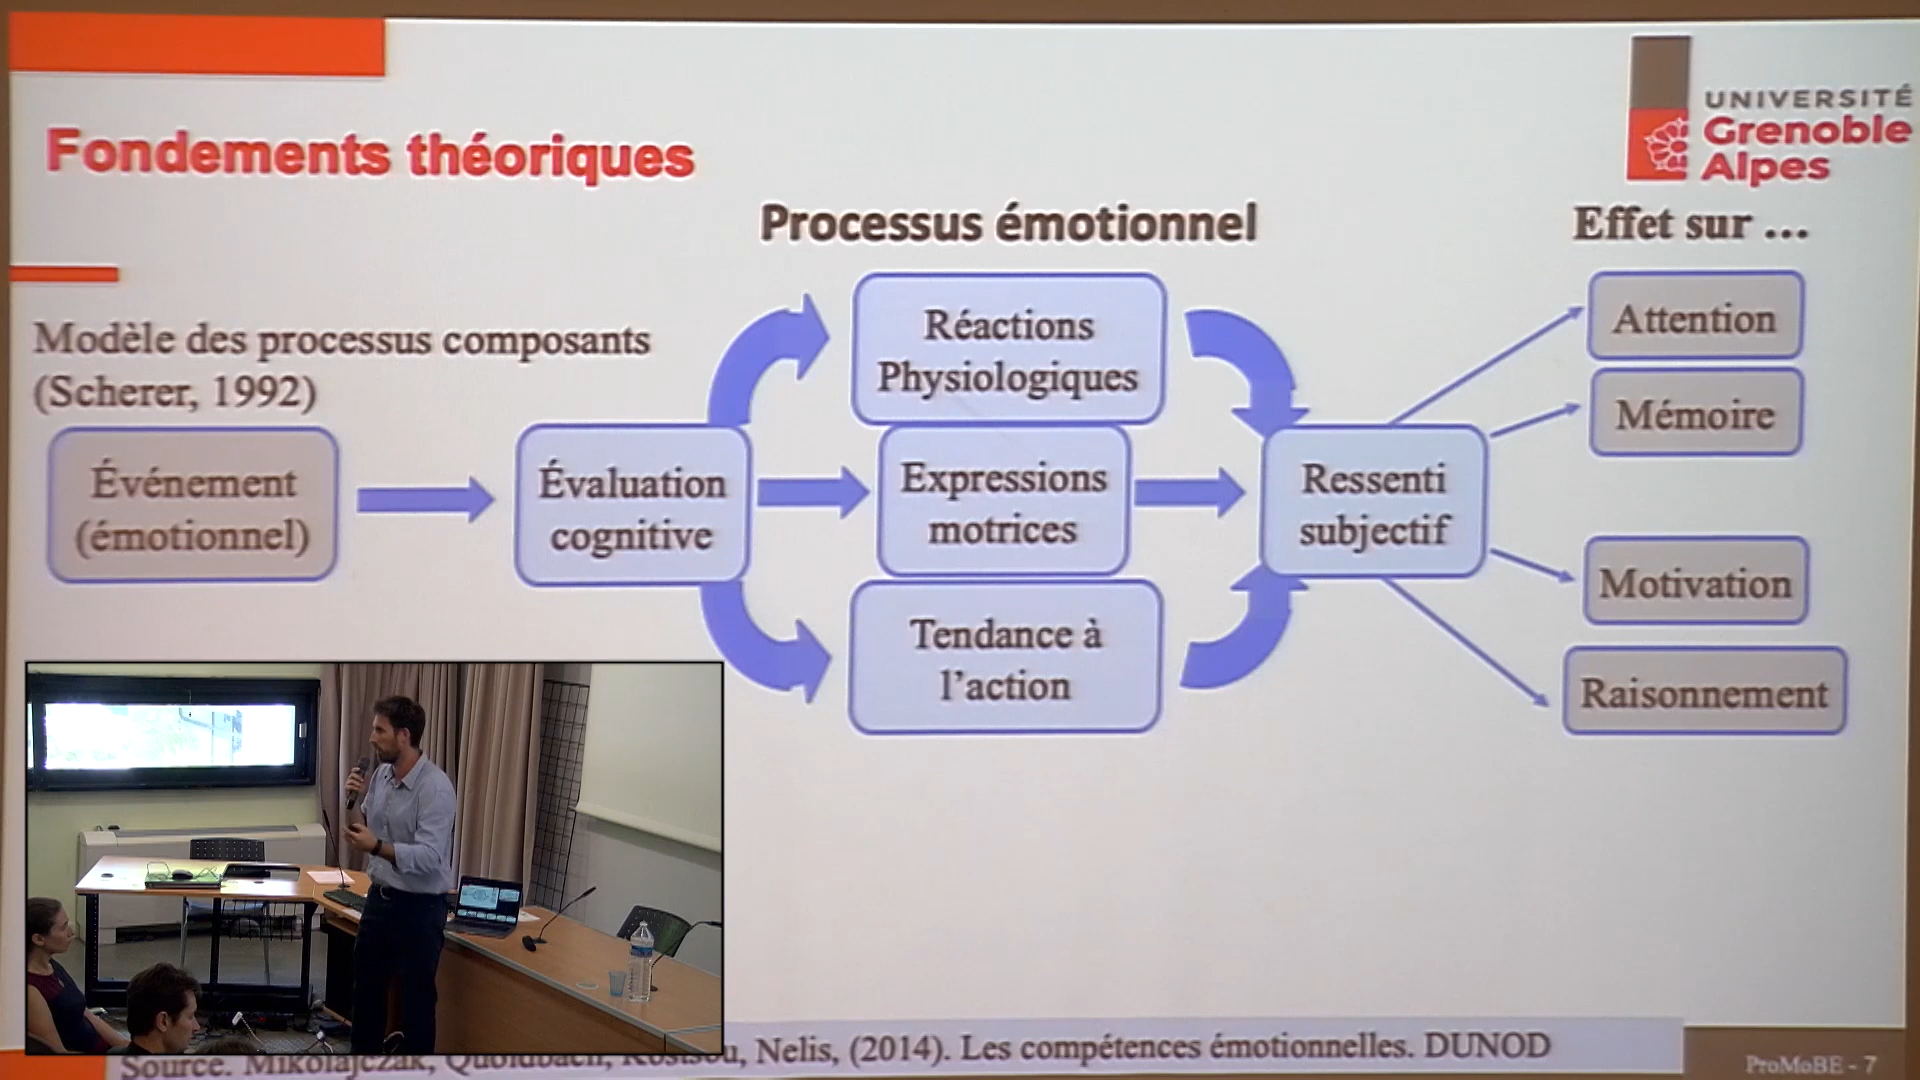 UNIVERSITÉ
Grenoble
Alpes
Fondements théoriques
Processus émotionnel
Effet sur ...
Modèle des processus composants
(Scherer, 1992)
Événement
(émotionnel)
Évaluation
cognitive
Réactions
Physiologiques
Expressions
motrices
Tendance à
l'action
Ressenti
subjectif
Attention
Mémoire
Motivation
Raisonnement
Source. Mikolajczak, Quoidbach, Kostsou, Nelis, (2014). Les compétences émotionnelles. DUNOD
ProMoBE - 7